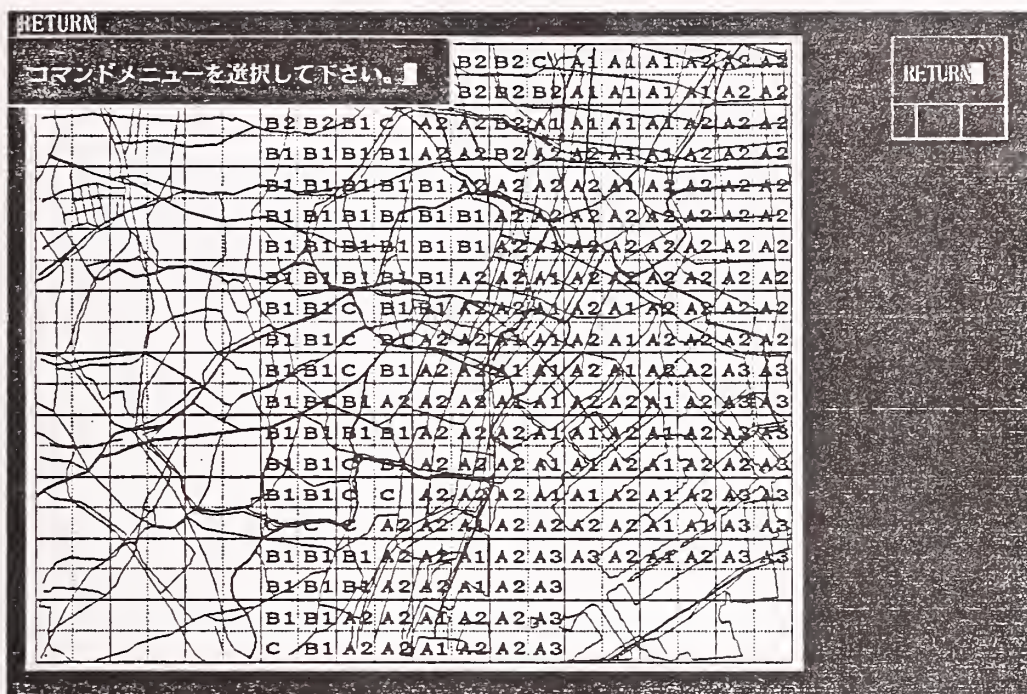 RETURN
コマンドメニューを選択して下さい。
RETURN
B2 B2 C A1 A1 A1 A2 A2 A2
B2 B2 B2 A1 A1 A1 A1 A2 A2
B2 B2 B1 C A2 A2 B2 A1 A1 A1 A1 A2 A2 A2
B1 B1 B1 B1 A2 A2 B2 A2 A2 A1 A1 A2 A2 A2
B1 B1 B1 B1 B1 A2 A2 A2 A2 A1 A2 A2 A2 A2
B1 B1 B1 B1 B1 B1 A2 A2 A2 A2 A2 A2 A2 A2
B1 B1 B1 B1 B1 B1 A2 A1 A2 A2 A2 A2 A2 A2
B1 B1 B1 B1 B1 A2 A2 A1 A2 A2 A2 A2 A2
B1 B1 C B1 B1 A2 A2 A1 A2 A1 A2 A2 A2 A2
B1 B1 C B1 A2 A2 A1 A1 A2 A1 A2 A2 A2 A2
B1 B1 C B1 A2 A2 A1 A1 A2 A1 A2 A2 A3 A3
B1 B1 B1 A2 A2 A2 A1 A1 A2 A2 A1 A2 A3 A3
B1 B1 B1 B1 A2 A2 A2 A1 A1 A2 A1 A2 A3 A3
B1 B1 C B1 A2 A2 A2 A1 A1 A2 A1 A2 A2 A3
B1 B1 C C A2 A2 A2 A1 A1 A2 A1 A2 A3 A3
C C C A2 A2 A1 A2 A2 A2 A2 A1 A1 A3 A3
B1 B1 B1 A2 A2 A1 A2 A3 A3 A2 A1 A2 A3 A3
B1 B1 B1 A2 A2 A1 A2 A3
B1 B1 A2 A2 A1 A2 A2 A3
C B1 A2 A2 A1 A2 A2 A3